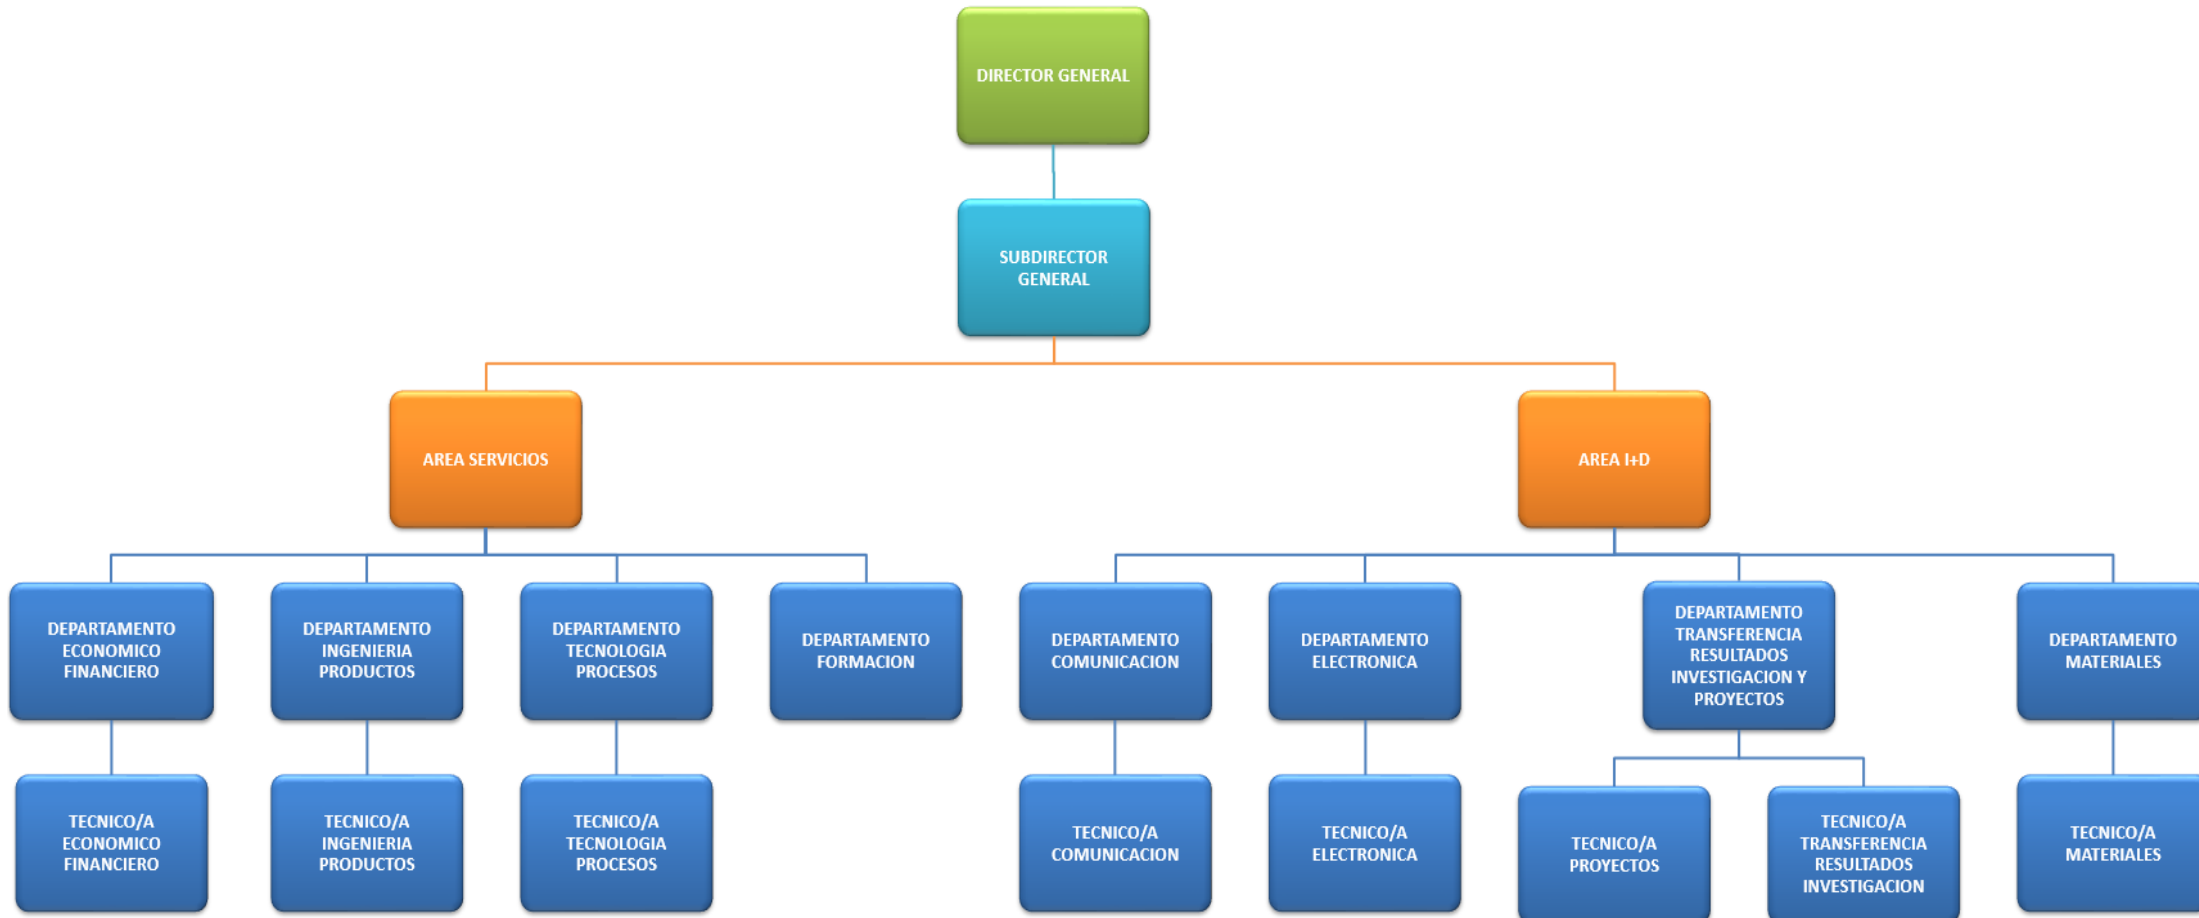 DIRECTOR GENERAL
SUBDIRECTOR
GENERAL
AREA SERVICIOS
AREA I+D
DEPARTAMENTO
ECONOMICO
FINANCIERO
DEPARTAMENTO
INGENIERIA
PRODUCTOS
DEPARTAMENTO
TECNOLOGIA
PROCESOS
DEPARTAMENTO
FORMACION
DEPARTAMENTO
COMUNICACION
DEPARTAMENTO
ELECTRONICA
DEPARTAMENTO
TRANSFERENCIA
RESULTADOS
INVESTIGACION Y
PROYECTOS
DEPARTAMENTO
MATERIALES
TECNICO/A
ECONOMICO
FINANCIERO
TECNICO/A
INGENIERIA
PRODUCTOS
TECNICO/A
TECNOLOGIA
PROCESOS
TECNICO/A
COMUNICACION
TECNICO/A
ELECTRONICA
TECNICO/A
PROYECTOS
TECNICO/A
TRANSFERENCIA
RESULTADOS
INVESTIGACION
TECNICO/A
MATERIALES